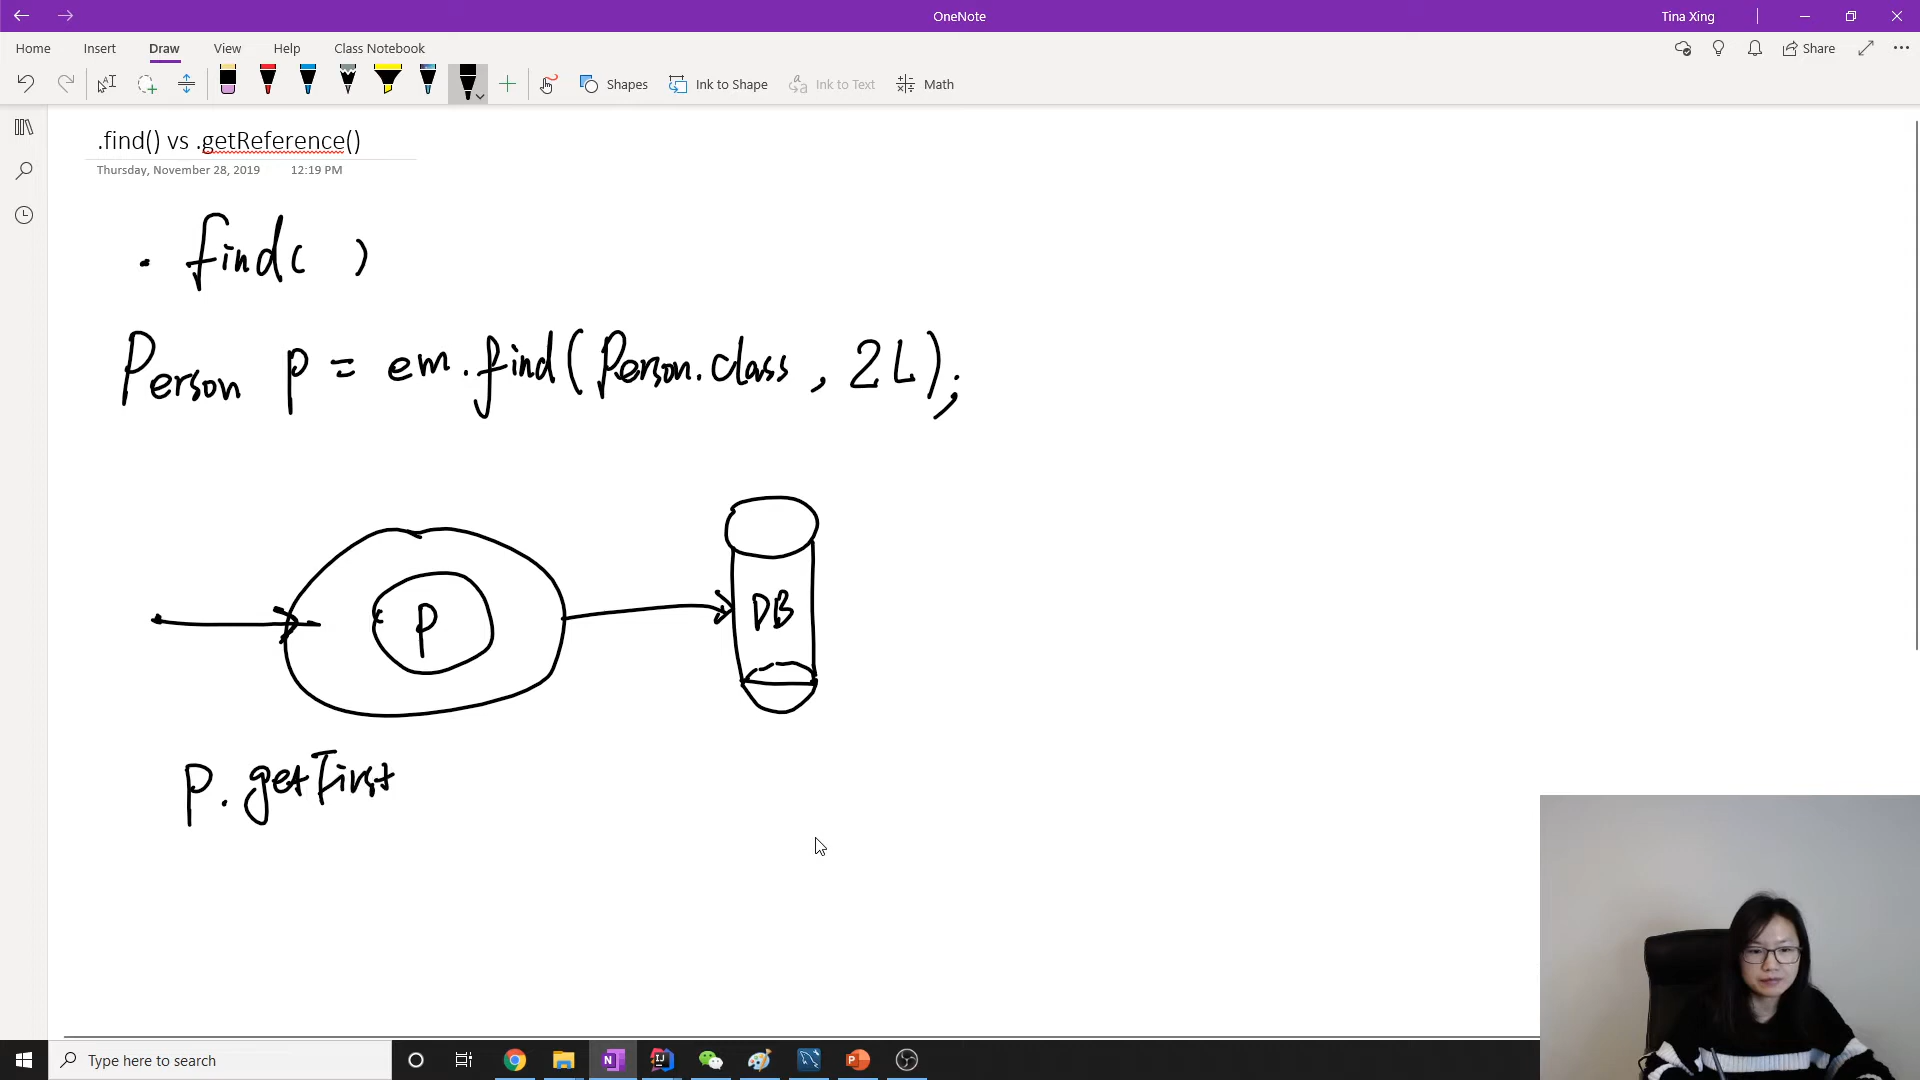 OneNote
Tina Xing
Home Insert Draw View Help Class Notebook
Share
Shapes Ink to Shape Ink to Text Math
.find() vs .getReference()
Thursday, November 28, 2019 12:19 PM
. find( )
Person p = em.find(Person.class, 2L);
P
DB
p.getFirst
Type here to search